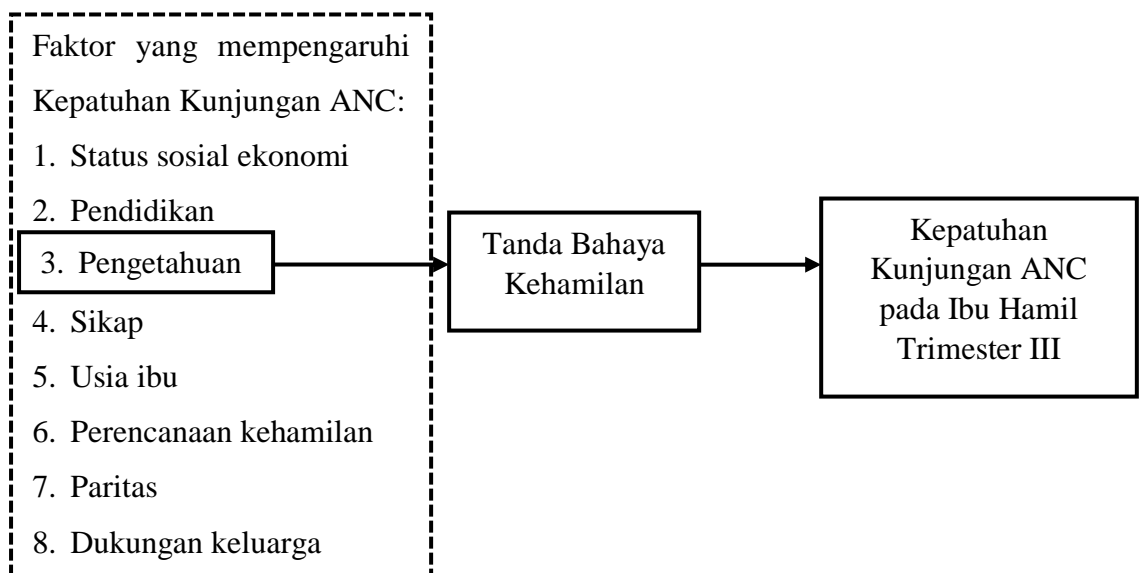 Faktor yang mempengaruhi
Kepatuhan Kunjungan ANC:
1. Status sosial ekonomi
2. Pendidikan
3. Pengetahuan
4. Sikap
5. Usia ibu
6. Perencanaan kehamilan
7. Paritas
8. Dukungan keluarga
Tanda Bahaya
Kehamilan
Kepatuhan
Kunjungan ANC
pada Ibu Hamil
Trimester III